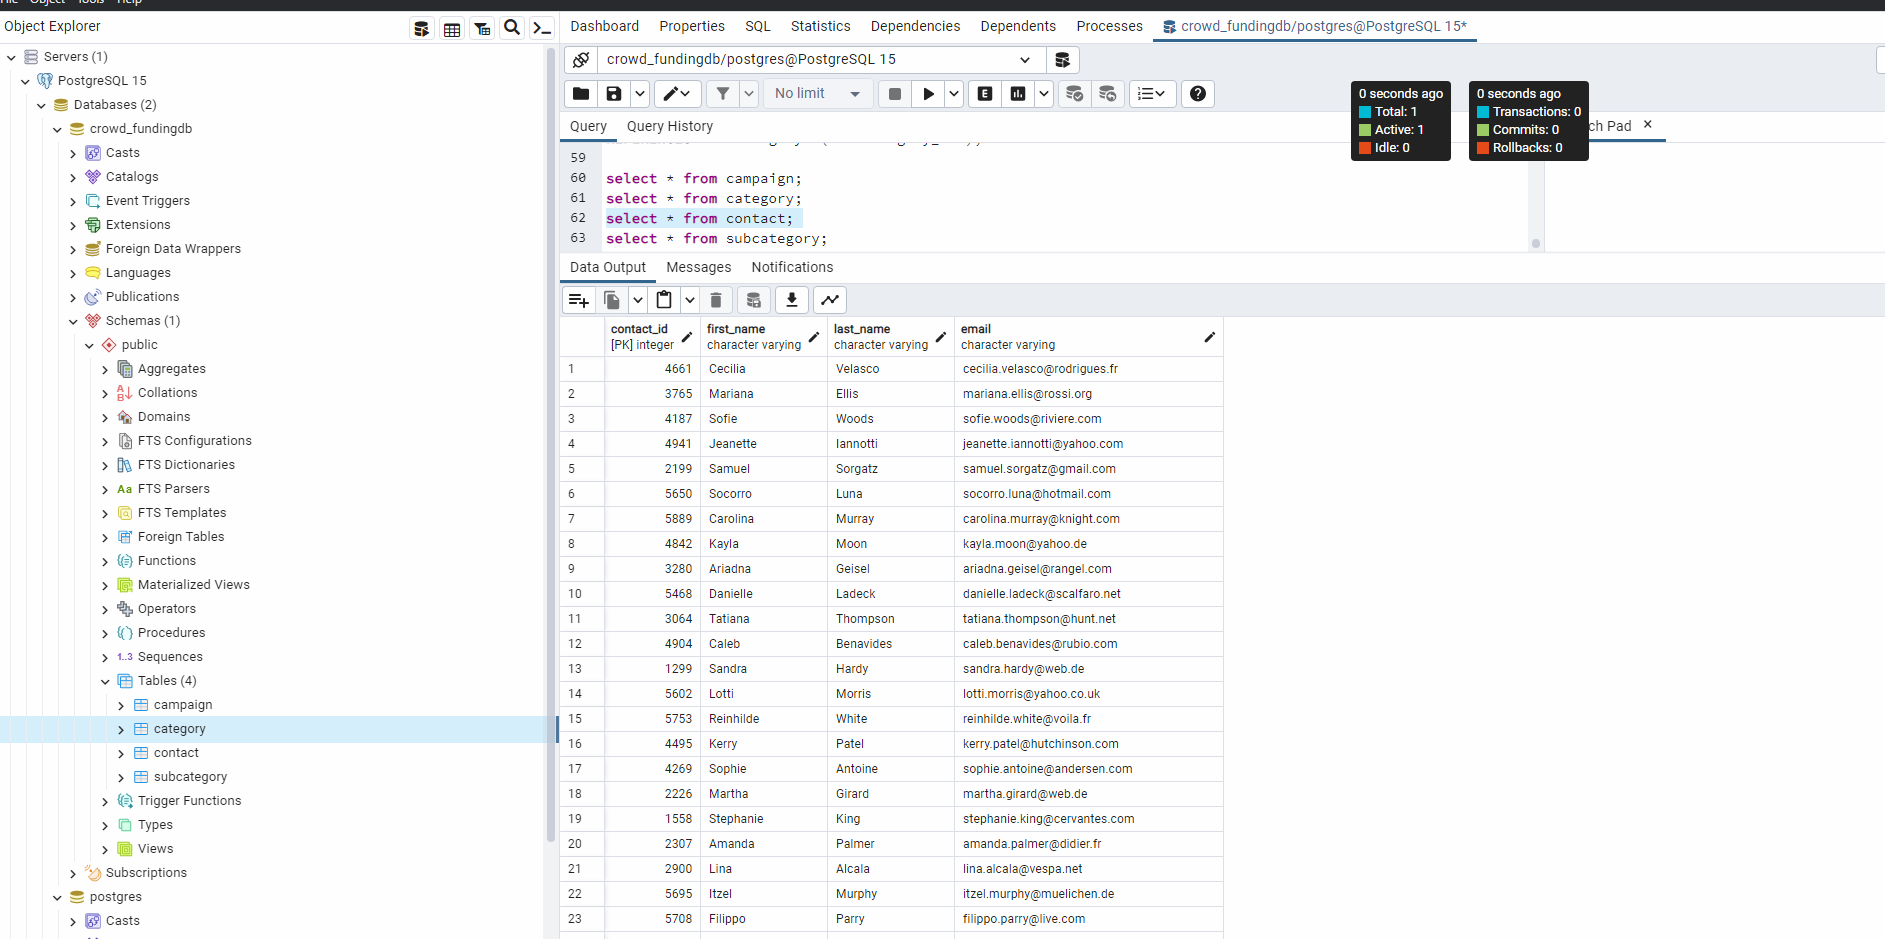 File Object Tools Help
Object Explorer
Servers (1)
PostgreSQL 15
Databases (2)
crowd_fundingdb
Casts
Catalogs
Event Triggers
Extensions
Foreign Data Wrappers
Languages
Publications
Schemas (1)
public
Aggregates
Collations
Domains
FTS Configurations
FTS Dictionaries
Aa FTS Parsers
FTS Templates
Foreign Tables
Functions
Materialized Views
Operators
Procedures
1..3 Sequences
Tables (4)
campaign
category
contact
subcategory
Trigger Functions
Types
Views
Subscriptions
postgres
Casts
Dashboard Properties SQL Statistics Dependencies Dependents Processes crowd_fundingdb/postgres@PostgreSQL 15*
crowd_fundingdb/postgres@PostgreSQL 15
No limit
0 seconds ago
Total: 1
Active: 1
Idle: 0
0 seconds ago
Transactions: 0
Commits: 0
Rollbacks: 0
Query Query History
ch Pad
59
60 select * from campaign;
61 select * from category;
62 select * from contact;
63 select * from subcategory;
Data Output Messages Notifications
contact_id first_name last_name email
[PK] integer character varying character varying character varying
1 4661 Cecilia Velasco cecilia.velasco@rodrigues.fr
2 3765 Mariana Ellis mariana.ellis@rossi.org
3 4187 Sofie Woods sofie.woods@riviere.com
4 4941 Jeanette Iannotti jeanette.iannotti@yahoo.com
5 2199 Samuel Sorgatz samuel.sorgatz@gmail.com
6 5650 Socorro Luna socorro.luna@hotmail.com
7 5889 Carolina Murray carolina.murray@knight.com
8 4842 Kayla Moon kayla.moon@yahoo.de
9 3280 Ariadna Geisel ariadna.geisel@rangel.com
10 5468 Danielle Ladeck danielle.ladeck@scalfaro.net
11 3064 Tatiana Thompson tatiana.thompson@hunt.net
12 4904 Caleb Benavides caleb.benavides@rubio.com
13 1299 Sandra Hardy sandra.hardy@web.de
14 5602 Lotti Morris lotti.morris@yahoo.co.uk
15 5753 Reinhilde White reinhilde.white@voila.fr
16 4495 Kerry Patel kerry.patel@hutchinson.com
17 4269 Sophie Antoine sophie.antoine@andersen.com
18 2226 Martha Girard martha.girard@web.de
19 1558 Stephanie King stephanie.king@cervantes.com
20 2307 Amanda Palmer amanda.palmer@didier.fr
21 2900 Lina Alcala lina.alcala@vespa.net
22 5695 Itzel Murphy itzel.murphy@muelichen.de
23 5708 Filippo Parry filippo.parry@live.com